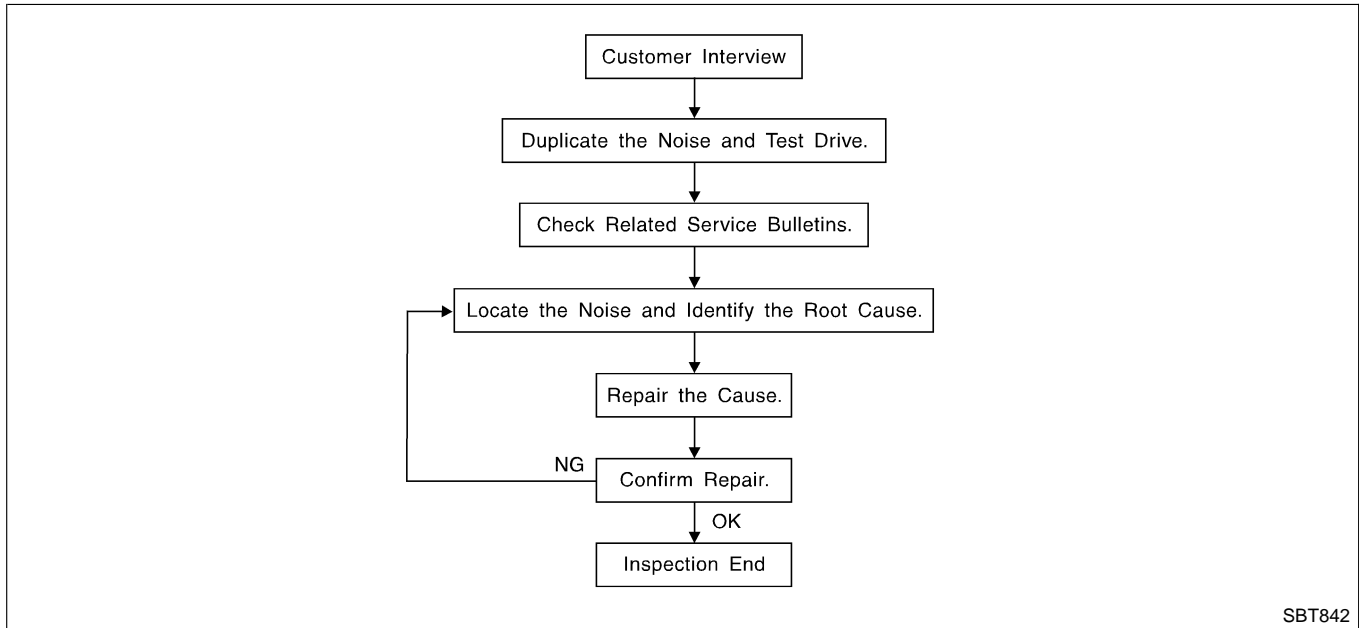 Customer Interview
Duplicate the Noise and Test Drive.
Check Related Service Bulletins.
Locate the Noise and Identify the Root Cause.
Repair the Cause.
NG
Confirm Repair.
OK
Inspection End
SBT842